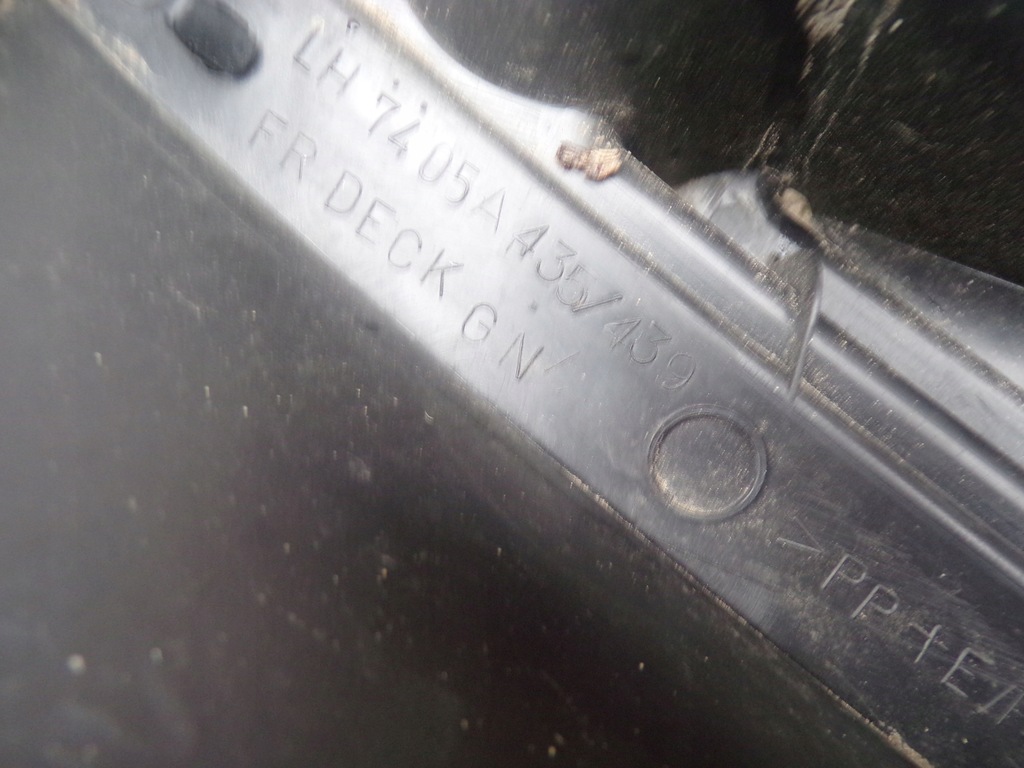 LH 7405A435/439
FR DECK GN/
>PP+E/